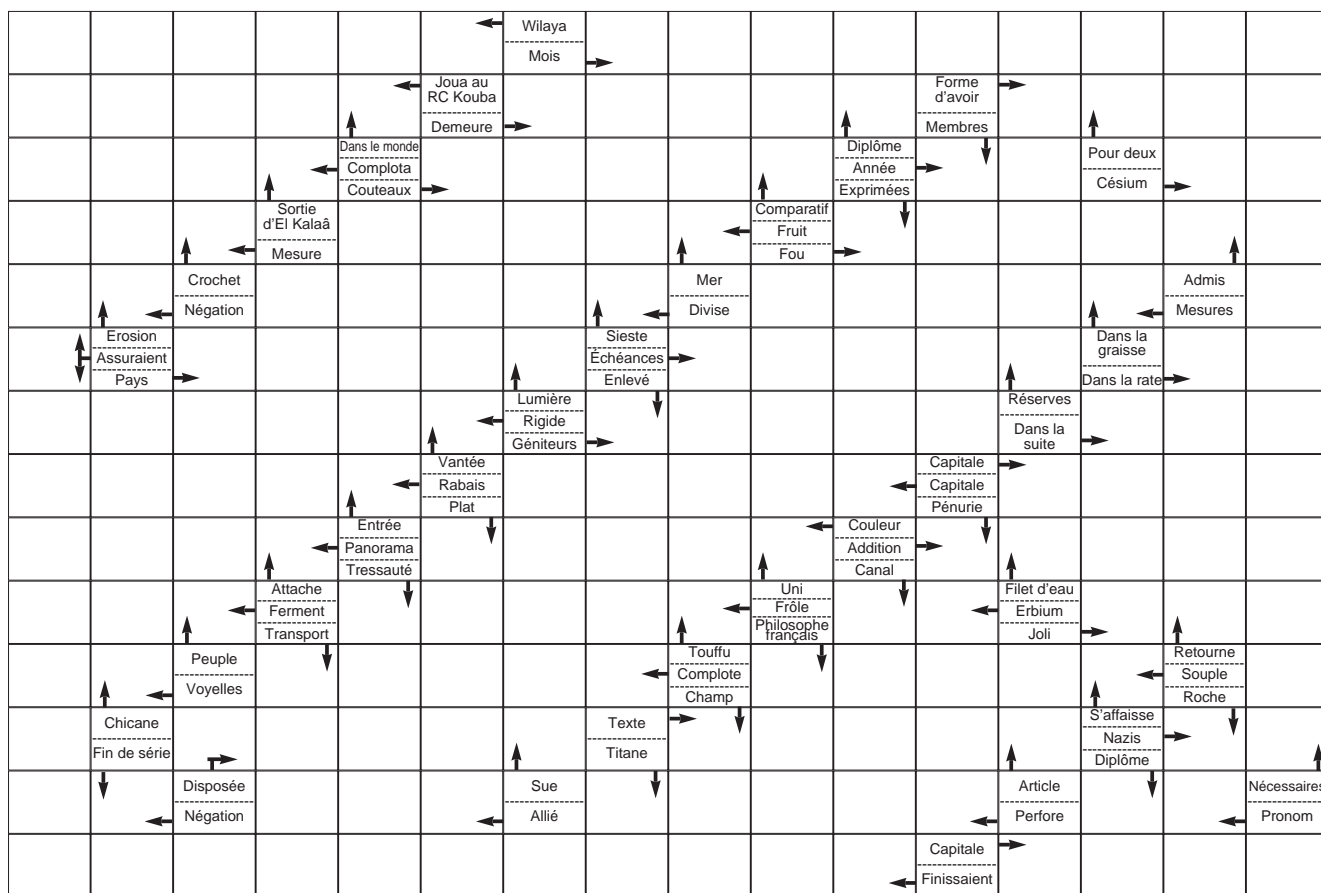 Wilaya
Mois
Joua au
RC Kouba
Demeure
Forme
d'avoir
Membres
Dans le monde
Complota
Couteaux
Diplôme
Année
Exprimées
Pour deux
Césium
Sortie
d'El Kalaâ
Mesure
Comparatif
Fruit
Fou
Crochet
Négation
Mer
Divise
Admis
Mesures
Erosion
Assuraient
Pays
Sieste
Échéances
Enlevé
Dans la
graisse
Dans la rate
Lumière
Rigide
Géniteurs
Réserves
Dans la
suite
Vantée
Rabais
Plat
Capitale
Capitale
Pénurie
Entrée
Panorama
Tressauté
Couleur
Addition
Canal
Attache
Ferment
Transport
Uni
Frôle
Philosophe
français
Filet d'eau
Erbium
Joli
Peuple
Voyelles
Touffu
Complote
Champ
Retourne
Souple
Roche
Chicane
Fin de série
Texte
Titane
S'affaisse
Nazis
Diplôme
Disposée
Négation
Sue
Allié
Article
Perfore
Nécessaires
Pronom
Capitale
Finissaient